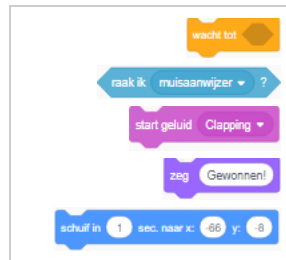 wacht tot
raak ik muisaanwijzer ?
start geluid Clapping
zeg Gewonnen!
schuif in 1 sec. naar x: -66 y: -8